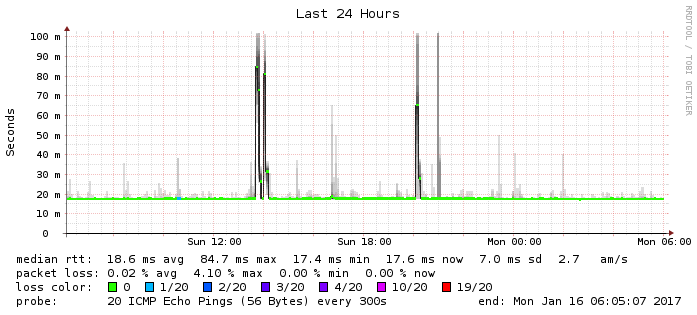 Last 24 Hours
RRDTOOL / TOBI OETIKER
Seconds
100 m
90 m
80 m
70 m
60 m
50 m
40 m
30 m
20 m
10 m
0
Sun 12:00 Sun 18:00 Mon 00:00 Mon 06:00
median rtt: 18.6 ms avg 84.7 ms max 17.4 ms min 17.6 ms now 7.0 ms sd 2.7 am/s
packet loss: 0.02 % avg 4.10 % max 0.00 % min 0.00 % now
loss color: 0 1/20 2/20 3/20 4/20 10/20 19/20
probe: 20 ICMP Echo Pings (56 Bytes) every 300s end: Mon Jan 16 06:05:07 2017